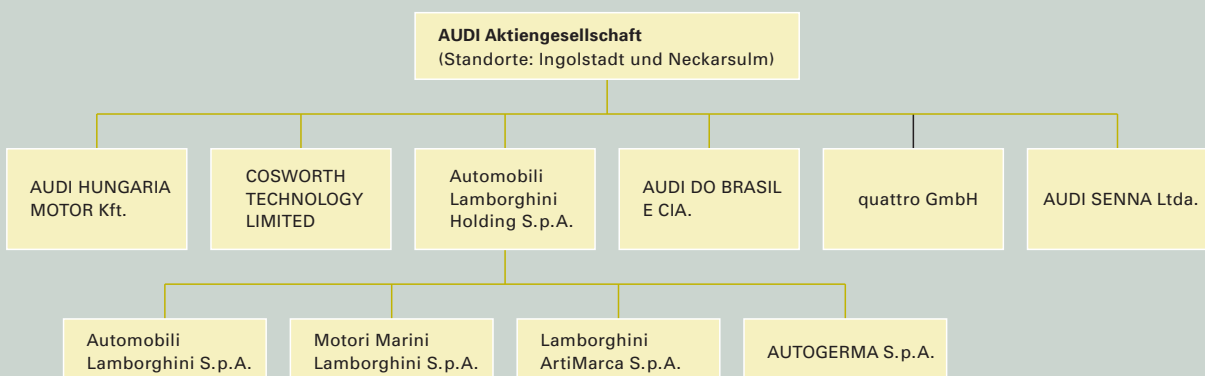 AUDI Aktiengesellschaft
(Standorte: Ingolstadt und Neckarsulm)
AUDI HUNGARIA
MOTOR Kft.
COSWORTH
TECHNOLOGY
LIMITED
Automobili
Lamborghini
Holding S.p.A.
AUDI DO BRASIL
E CIA.
quattro GmbH
AUDI SENNA Ltda.
Automobili
Lamborghini S.p.A.
Motori Marini
Lamborghini S.p.A.
Lamborghini
ArtiMarca S.p.A.
AUTOGERMA S.p.A.